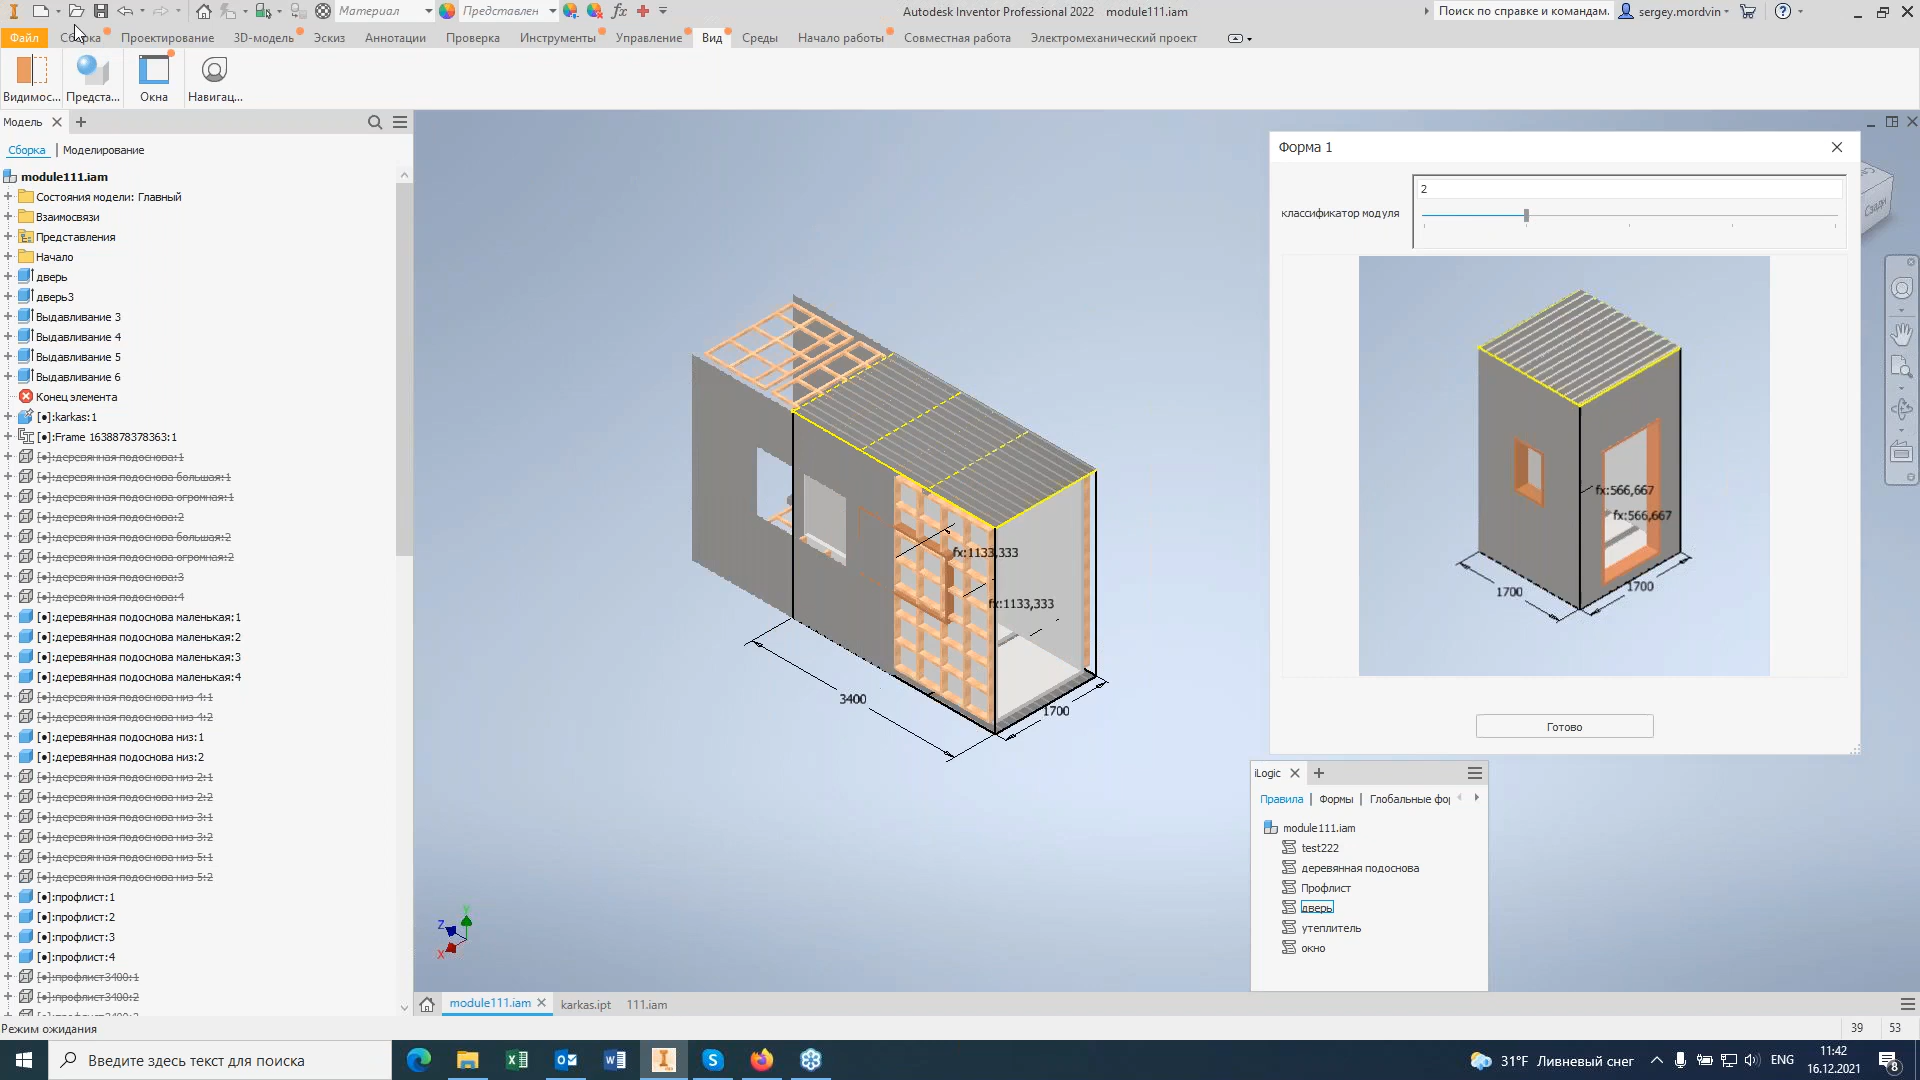 Материал
Представлен
Autodesk Inventor Professional 2022 module111.iam
Поиск по справке и командам.
sergey.mordvin
Файл
Сборка
Проектирование
3D-модель
Эскиз
Аннотации
Проверка
Инструменты
Управление
Вид
Среды
Начало работы
Совместная работа
Электромеханический проект
Видимос...
Предста...
Окна
Навигац...
Модель
Сборка | Моделирование
module111.iam
Состояния модели: Главный
Взаимосвязи
Представления
Начало
дверь
дверь3
Выдавливание 3
Выдавливание 4
Выдавливание 5
Выдавливание 6
Конец элемента
[•]:karkas:1
[•]:Frame 1638878378363:1
[•]:деревянная подоснова:1
[•]:деревянная подоснова большая:1
[•]:деревянная подоснова огромная:1
[•]:деревянная подоснова:2
[•]:деревянная подоснова большая:2
[•]:деревянная подоснова огромная:2
[•]:деревянная подоснова:3
[•]:деревянная подоснова:4
[•]:деревянная подоснова маленькая:1
[•]:деревянная подоснова маленькая:2
[•]:деревянная подоснова маленькая:3
[•]:деревянная подоснова маленькая:4
[•]:деревянная подоснова низ 4:1
[•]:деревянная подоснова низ 4:2
[•]:деревянная подоснова низ:1
[•]:деревянная подоснова низ:2
[•]:деревянная подоснова низ 2:1
[•]:деревянная подоснова низ 2:2
[•]:деревянная подоснова низ 3:1
[•]:деревянная подоснова низ 3:2
[•]:деревянная подоснова низ 5:1
[•]:деревянная подоснова низ 5:2
[•]:профлист:1
[•]:профлист:2
[•]:профлист:3
[•]:профлист:4
[•]:профлист3400:1
[•]:профлист3400:2
fx:1133,333
fx:1133,333
3400
1700
Z
Y
X
Форма 1
2
классификатор модуля
fx:566,667
fx:566,667
1700
1700
Готово
Сзади
iLogic
Правила | Формы | Глобальные фо
module111.iam
test222
деревянная подоснова
Профлист
дверь
утеплитель
окно
module111.iam
karkas.ipt
111.iam
Режим ожидания
39
53
Введите здесь текст для поиска
31°F Ливневый снег
ENG
11:42
16.12.2021
8